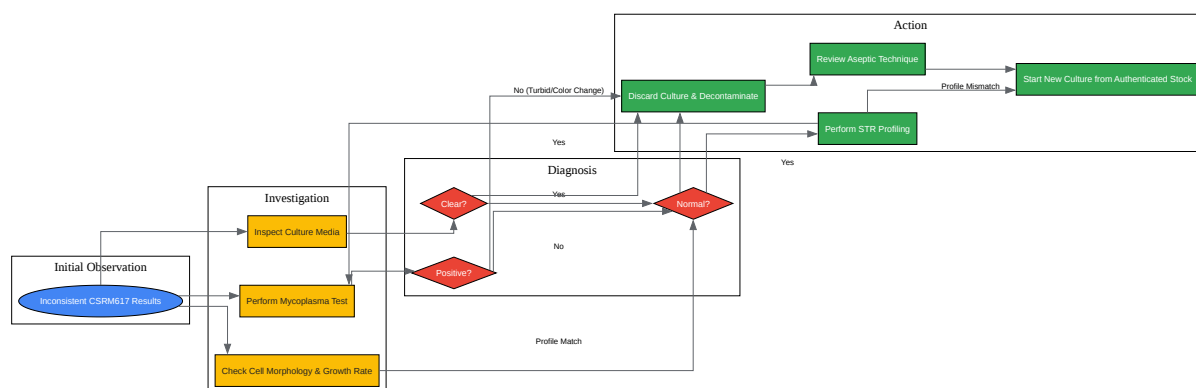 Action
Review Aseptic Technique
Start New Culture from Authenticated Stock
Profile Mismatch
No (Turbid/Color Change)
Discard Culture & Decontaminate
Perform STR Profiling
Yes
Yes
Diagnosis
Clear?
Yes
Normal?
Investigation
Inspect Culture Media
No
Initial Observation
Positive?
Inconsistent CSRM617 Results
Perform Mycoplasma Test
Profile Match
Check Cell Morphology & Growth Rate